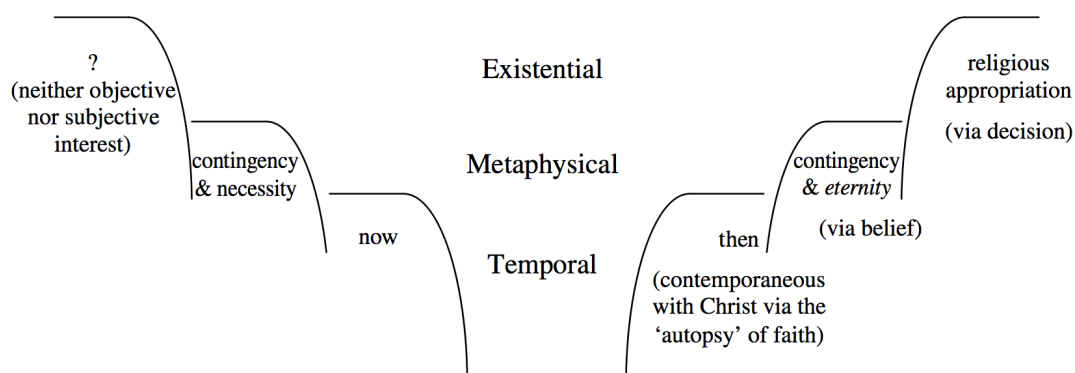 ?
(neither objective
nor subjective
interest)
Existential
religious
appropriation
(via decision)
contingency
& necessity
Metaphysical
contingency
& eternity
(via belief)
now
Temporal
then
(contemporaneous
with Christ via the
‘autopsy’ of faith)